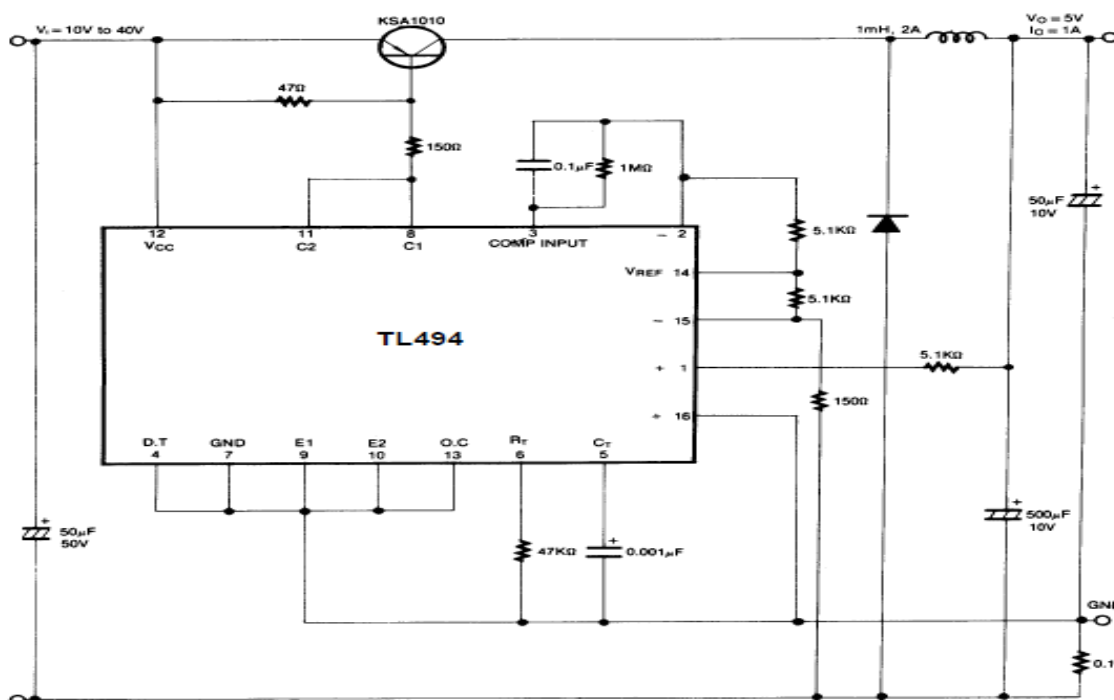 KSA1010
Vi = 10V to 40V
VO = 5V
IO = 1A
1mH, 2A
47Ω
150Ω
0.1μF
1MΩ
5.1KΩ
50μF
10V
12
VCC
11
C2
8
C1
3
COMP INPUT
− 2
VREF 14
5.1KΩ
− 15
TL494
5.1KΩ
+ 1
150Ω
+ 16
D.T
4
GND
7
E1
9
E2
10
O.C
13
RT
6
CT
5
+
500μF
10V
+
50μF
50V
47KΩ
+
0.001μF
+
GND
0.1